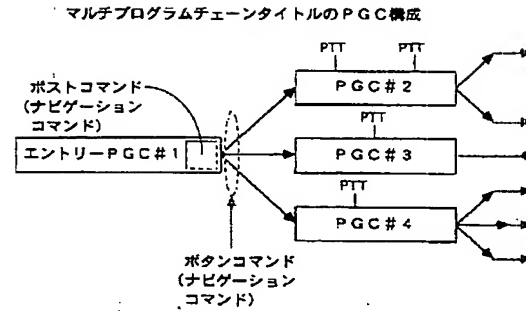 マルチプログラムチェーンタイトルのPGC構成
PTT PTT
ポストコマンド
(ナビゲーション
コマンド)
PGC#2
PTT
エントリーPGC#1
PGC#3
PTT
PGC#4
ボタンコマンド
(ナビゲーション
コマンド)